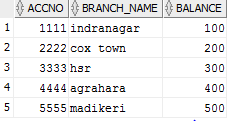 ACCNO BRANCH_NAME BALANCE
1 1111 indranagar 100
2 2222 cox town 200
3 3333 hsr 300
4 4444 agrahara 400
5 5555 madikeri 500